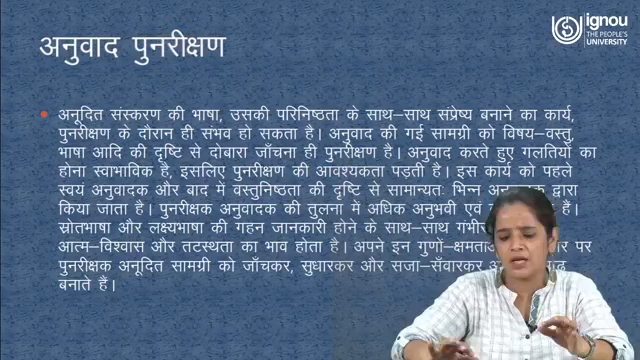 ignou
THE PEOPLE'S
UNIVERSITY
अनुवाद पुनरीक्षण
अनूदित संस्करण की भाषा, उसकी परिनिष्ठता के साथ–साथ संप्रेष्य बनाने का कार्य,
पुनरीक्षण के दौरान ही संभव हो सकता है। अनुवाद की गई सामग्री को विषय–वस्तु,
भाषा आदि की दृष्टि से दोबारा जाँचना ही पुनरीक्षण है। अनुवाद करते हुए गलतियों का
होना स्वाभाविक है, इसलिए पुनरीक्षण की आवश्यकता पड़ती है। इस कार्य को पहले
स्वयं अनुवादक और बाद में वस्तुनिष्ठता की दृष्टि से सामान्यतः भिन्न द्वारा
किया जाता है। पुनरीक्षक अनुवादक की तुलना में अधिक अनुभवी एवं हैं।
स्रोतभाषा और लक्ष्यभाषा की गहन जानकारी होने के साथ–साथ
आत्म–विश्वास और तटस्थता का भाव होता है। अपने इन गुणों–क्षमता पर
पुनरीक्षक अनूदित सामग्री को जाँचकर, सुधारकर और सजा–सँवारकर
बनाते हैं।